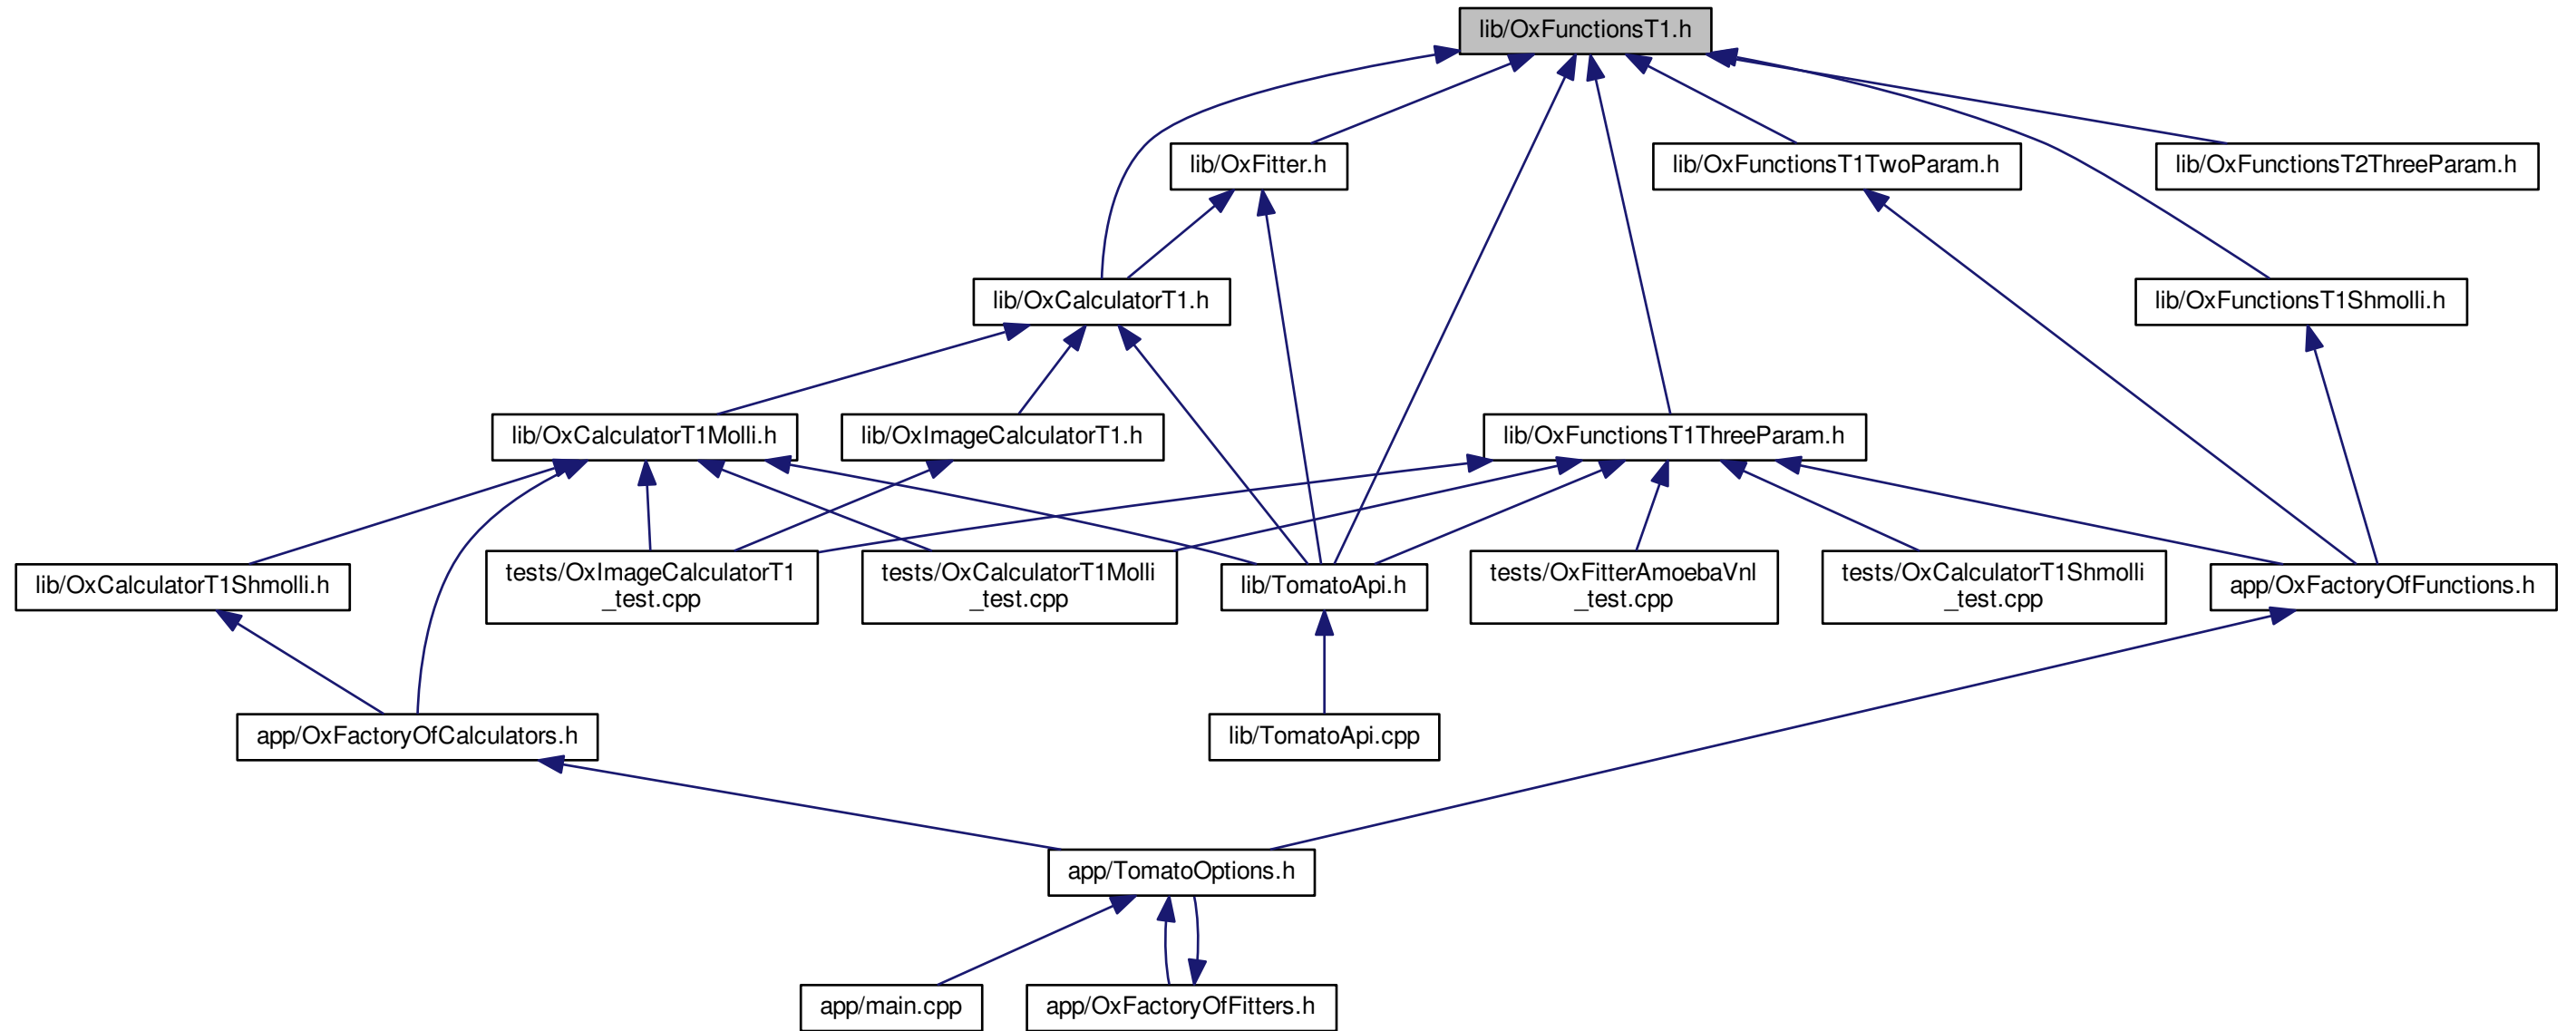 lib/OxFunctionsT1.h
lib/OxFitter.h
lib/OxFunctionsT1TwoParam.h
lib/OxFunctionsT2ThreeParam.h
lib/OxCalculatorT1.h
lib/OxFunctionsT1Shmolli.h
lib/OxCalculatorT1Molli.h
lib/OxImageCalculatorT1.h
lib/OxFunctionsT1ThreeParam.h
lib/OxCalculatorT1Shmolli.h
tests/OxImageCalculatorT1
_test.cpp
tests/OxCalculatorT1Molli
_test.cpp
lib/TomatoApi.h
tests/OxFitterAmoebaVnl
_test.cpp
tests/OxCalculatorT1Shmolli
_test.cpp
app/OxFactoryOfFunctions.h
app/OxFactoryOfCalculators.h
lib/TomatoApi.cpp
app/TomatoOptions.h
app/main.cpp
app/OxFactoryOfFitters.h